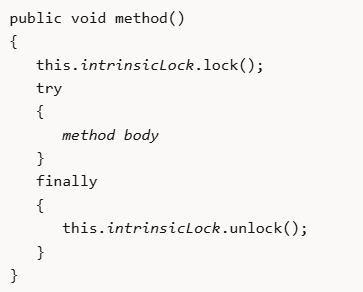 public void method()
{
   this.intrinsicLock.lock();
   try
   {
      method body
   }
   finally
   {
      this.intrinsicLock.unlock();
   }
}